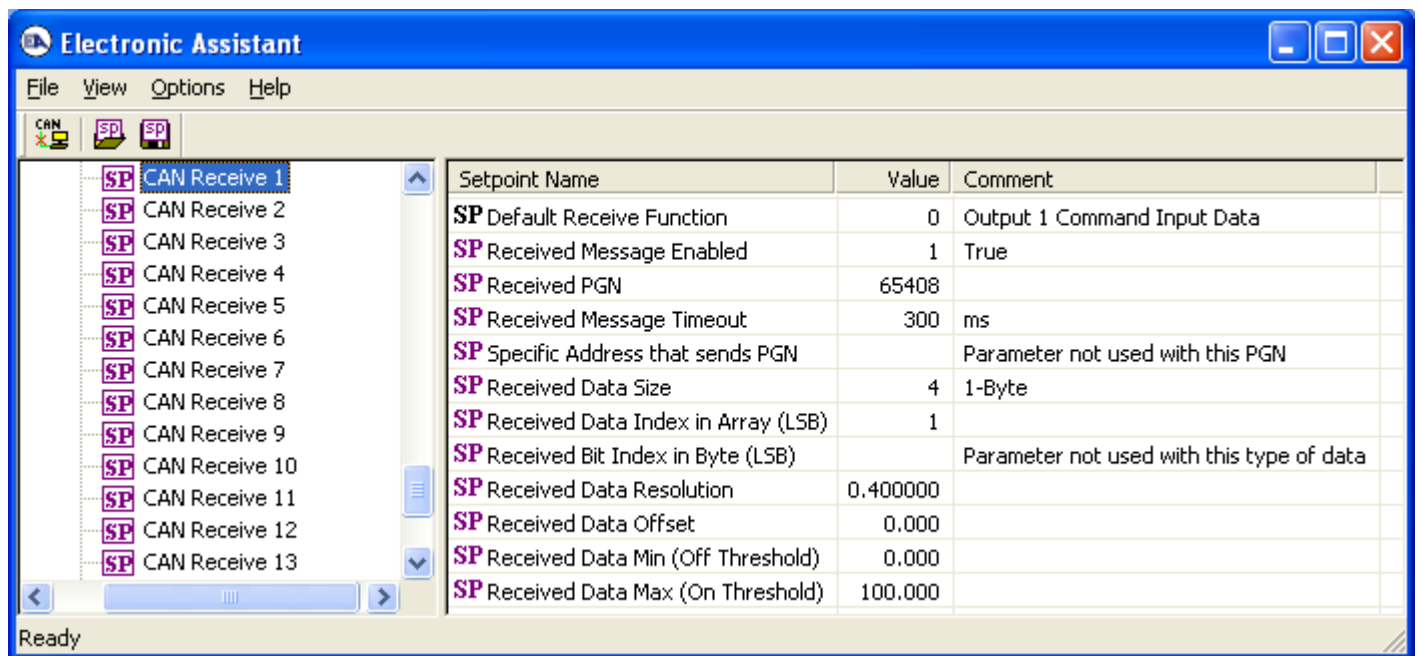 Electronic Assistant
File View Options Help
CAN SP SP
SP CAN Receive 1
SP CAN Receive 2
SP CAN Receive 3
SP CAN Receive 4
SP CAN Receive 5
SP CAN Receive 6
SP CAN Receive 7
SP CAN Receive 8
SP CAN Receive 9
SP CAN Receive 10
SP CAN Receive 11
SP CAN Receive 12
SP CAN Receive 13
Setpoint Name Value Comment
SP Default Receive Function 0 Output 1 Command Input Data
SP Received Message Enabled 1 True
SP Received PGN 65408
SP Received Message Timeout 300 ms
SP Specific Address that sends PGN Parameter not used with this PGN
SP Received Data Size 4 1-Byte
SP Received Data Index in Array (LSB) 1
SP Received Bit Index in Byte (LSB) Parameter not used with this type of data
SP Received Data Resolution 0.400000
SP Received Data Offset 0.000
SP Received Data Min (Off Threshold) 0.000
SP Received Data Max (On Threshold) 100.000
Ready